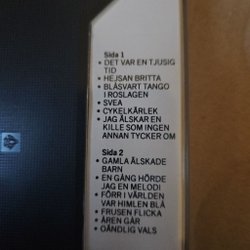 Sida 1
• DET VAR EN TJUSIG
TID
• HEJSAN BRITTA
• BLÅSVART TANGO
I ROSLAGEN
• SVEA
• CYKELKÄRLEK
• JAG ÄLSKAR EN
KILLE SOM INGEN
ANNAN TYCKER OM
Sida 2
• GAMLA ÄLSKADE
BARN
• EN GÅNG HÖRDE
JAG EN MELODI
• FÖRR I VÄRLDEN
VAR HIMLEN BLÅ
• FRUSEN FLICKA
• ÅREN GÅR
• OÄNDLIG VALS